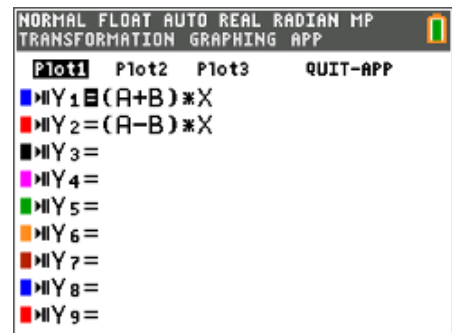 NORMAL FLOAT AUTO REAL RADIAN MP
TRANSFORMATION GRAPHING APP
Plot1 Plot2 Plot3 QUIT-APP
Y1=(A+B)*X
Y2=(A-B)*X
Y3=
Y4=
Y5=
Y6=
Y7=
Y8=
Y9=